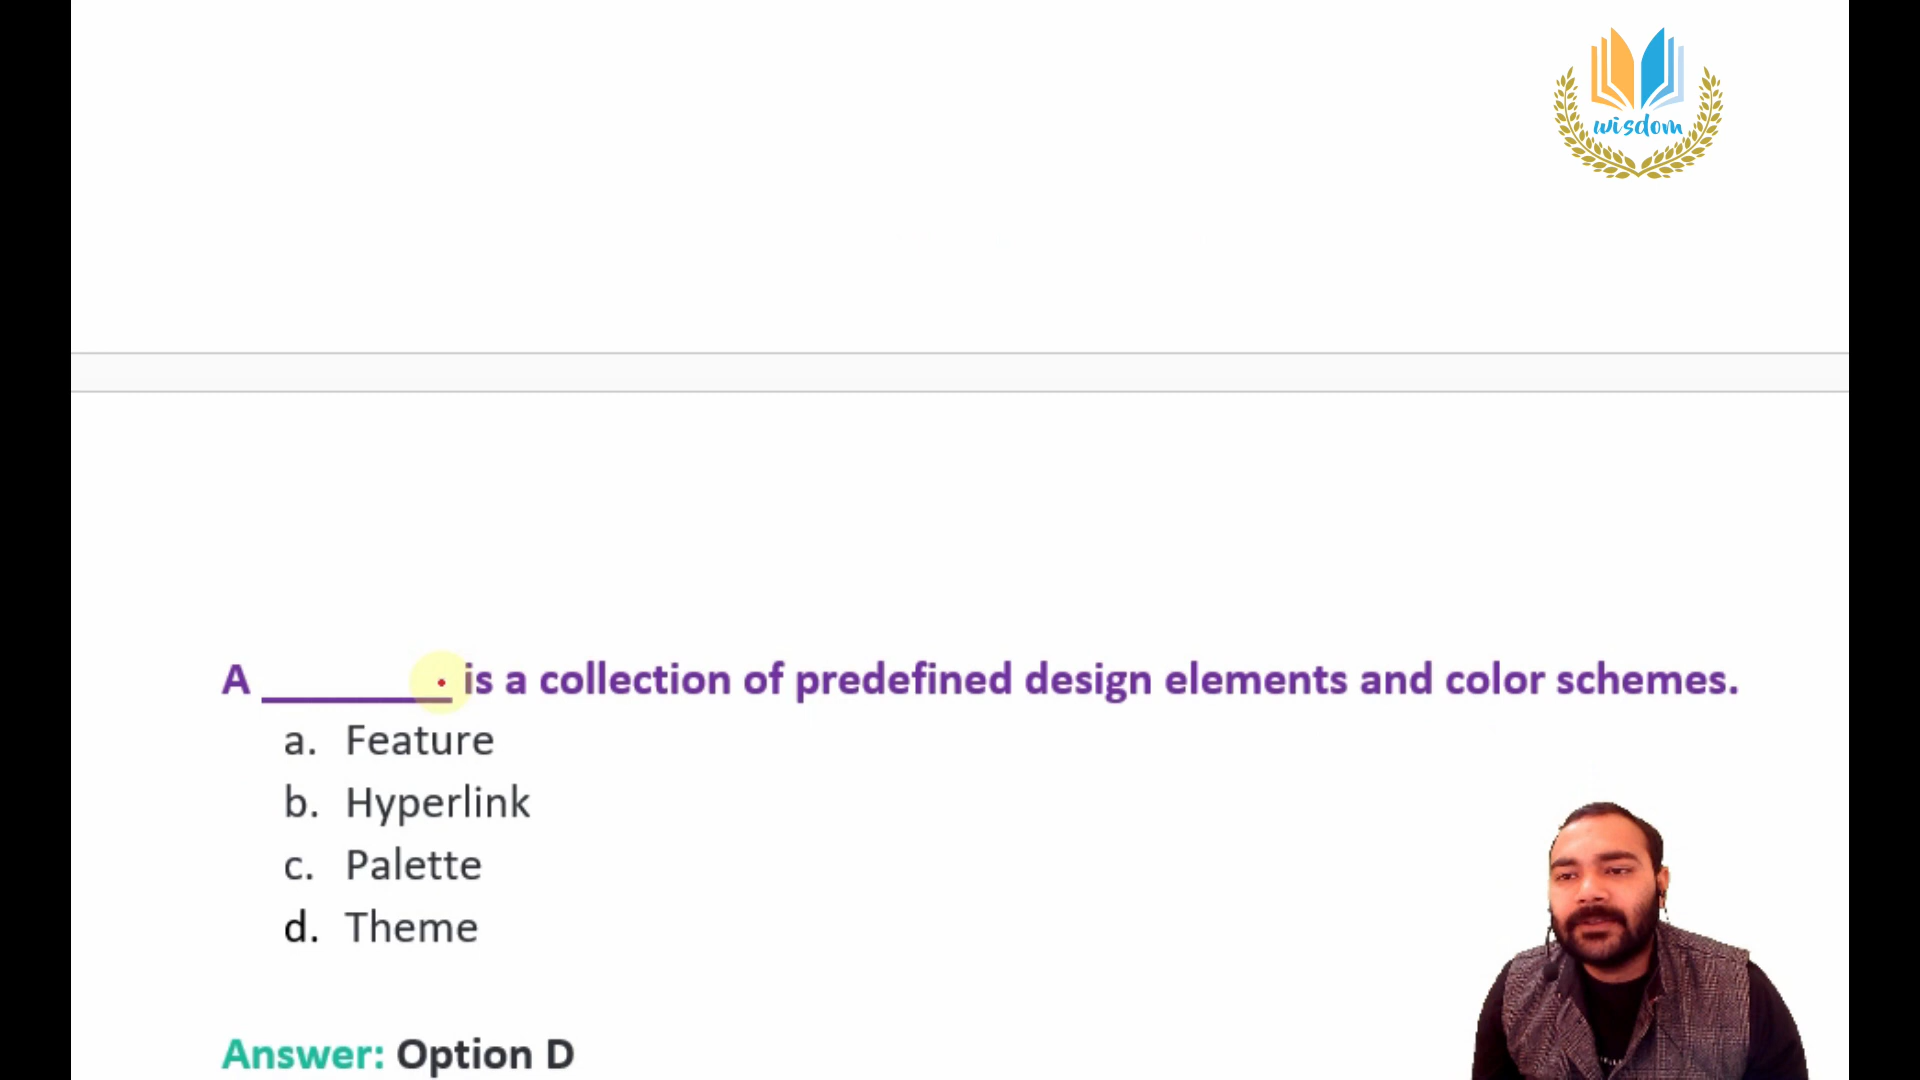 wisdom
A ________ is a collection of predefined design elements and color schemes.
a. Feature
b. Hyperlink
c. Palette
d. Theme
Answer: Option D